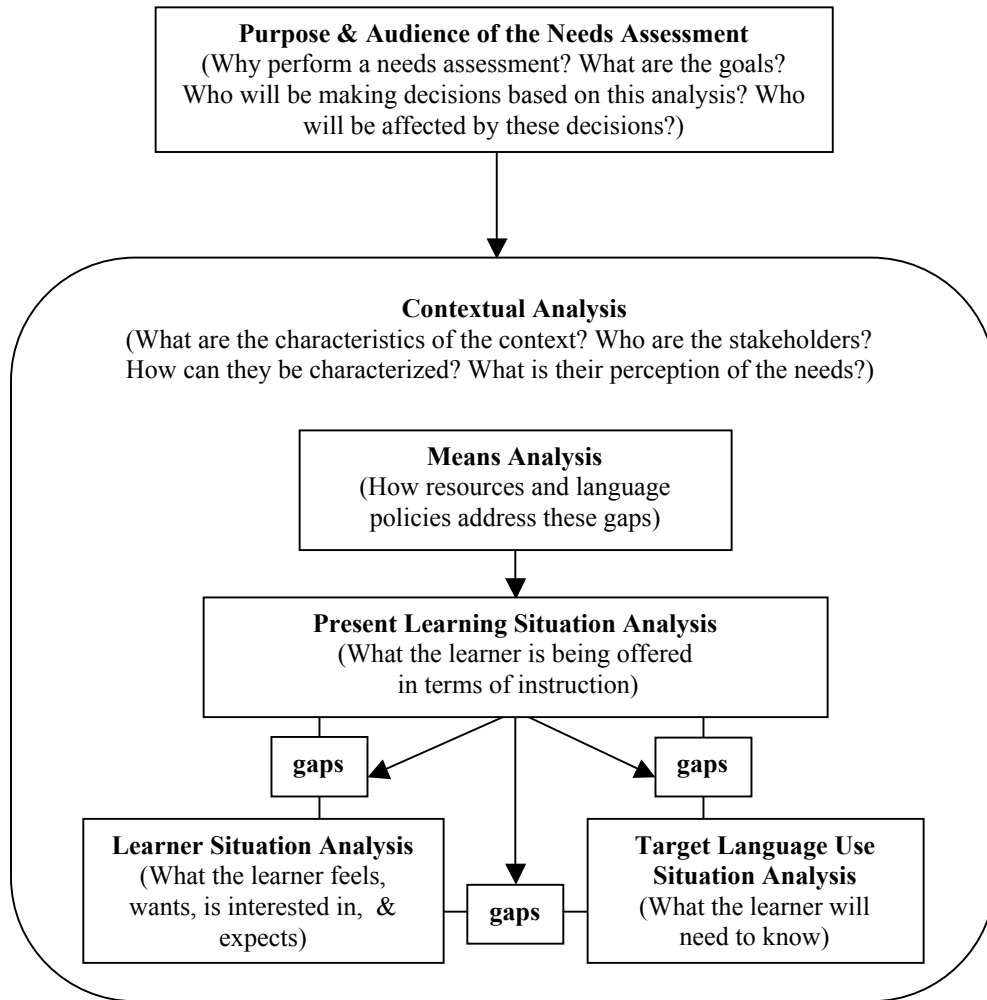 Purpose & Audience of the Needs Assessment
(Why perform a needs assessment? What are the goals?
Who will be making decisions based on this analysis? Who
will be affected by these decisions?)
Contextual Analysis
(What are the characteristics of the context? Who are the stakeholders?
How can they be characterized? What is their perception of the needs?)
Means Analysis
(How resources and language
policies address these gaps)
Present Learning Situation Analysis
(What the learner is being offered
in terms of instruction)
gaps
gaps
Learner Situation Analysis
(What the learner feels,
wants, is interested in, &
expects)
gaps
Target Language Use
Situation Analysis
(What the learner will
need to know)